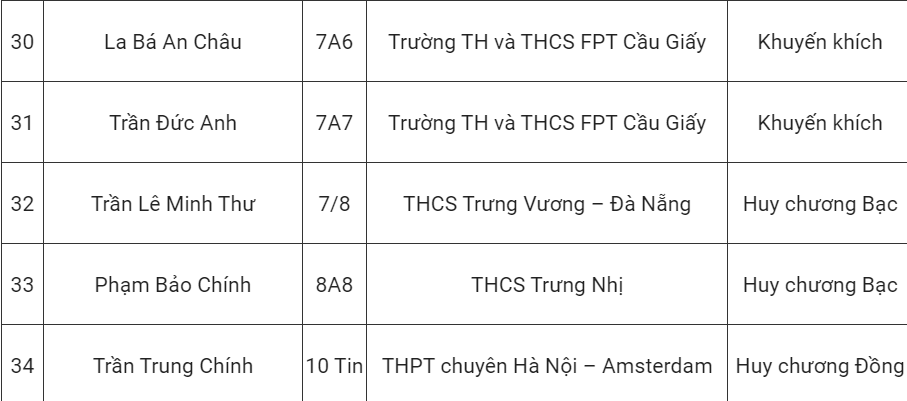 30 La Bá An Châu 7A6 Trường TH và THCS FPT Cầu Giấy Khuyến khích
31 Trần Đức Anh 7A7 Trường TH và THCS FPT Cầu Giấy Khuyến khích
32 Trần Lê Minh Thư 7/8 THCS Trưng Vương – Đà Nẵng Huy chương Bạc
33 Phạm Bảo Chính 8A8 THCS Trưng Nhị Huy chương Bạc
34 Trần Trung Chính 10 Tin THPT chuyên Hà Nội – Amsterdam Huy chương Đồng